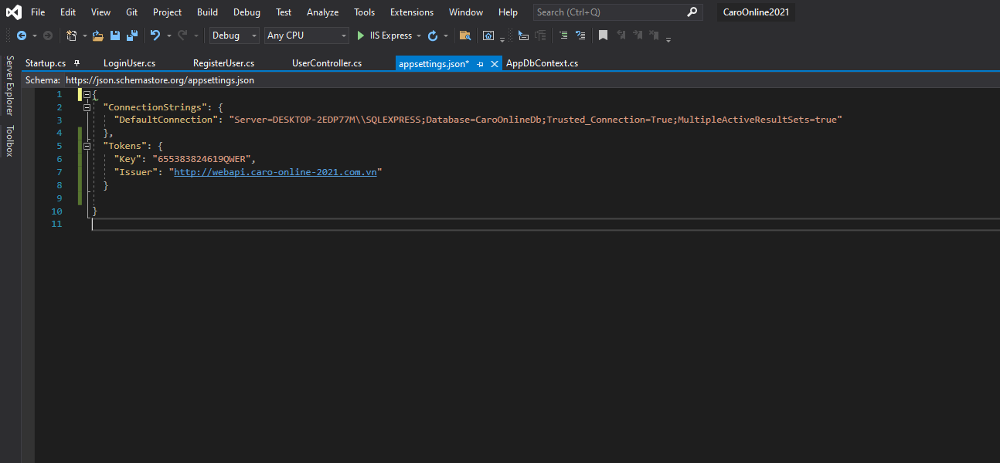 File Edit View Git Project Build Debug Test Analyze Tools Extensions Window Help Search (Ctrl+Q) CaroOnline2021
Debug Any CPU IIS Express
Server Explorer
Toolbox
Startup.cs LoginUser.cs RegisterUser.cs UserController.cs appsettings.json* AppDbContext.cs
Schema: https://json.schemastore.org/appsettings.json
1 {
2 "ConnectionStrings": {
3 "DefaultConnection": "Server=DESKTOP-2EDP77M\\SQLEXPRESS;Database=CaroOnlineDb;Trusted_Connection=True;MultipleActiveResultSets=true"
4 },
5 "Tokens": {
6 "Key": "655383824619QWER",
7 "Issuer": "http://webapi.caro-online-2021.com.vn"
8 }
9
10 }
11